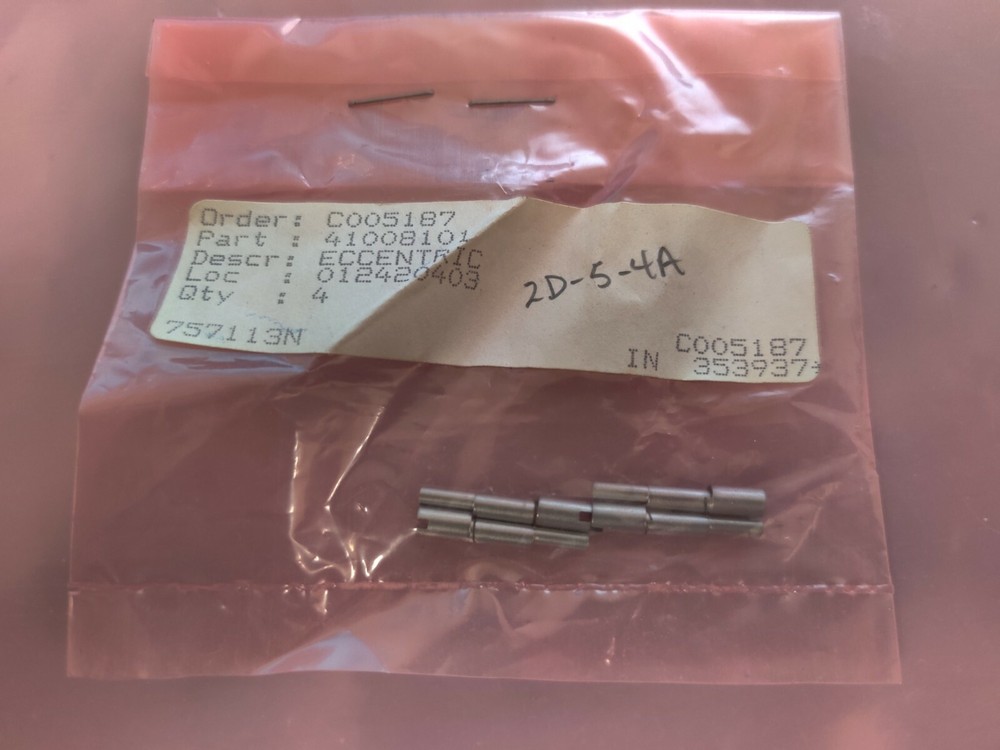 Order: C005187
Part : 41008101
Descr: ECCENTRIC
Loc : 012420403
Qty : 4
2D-5-4A
757113N
C005187
IN 353937+